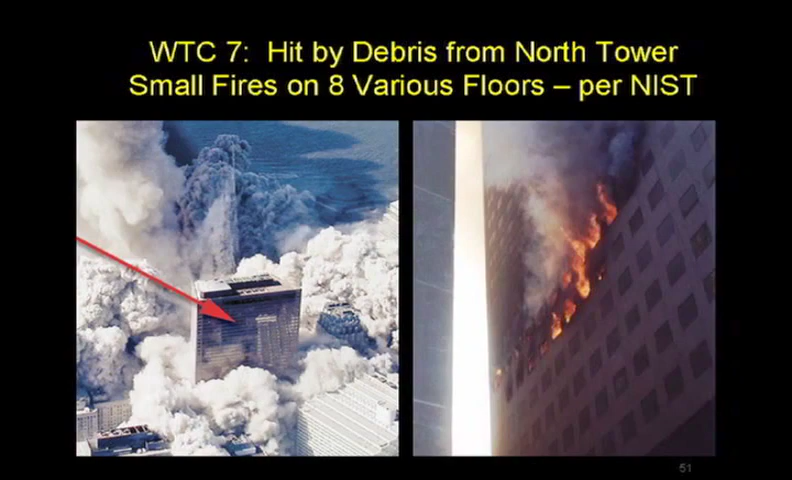 WTC 7:  Hit by Debris from North Tower
Small Fires on 8 Various Floors – per NIST
51